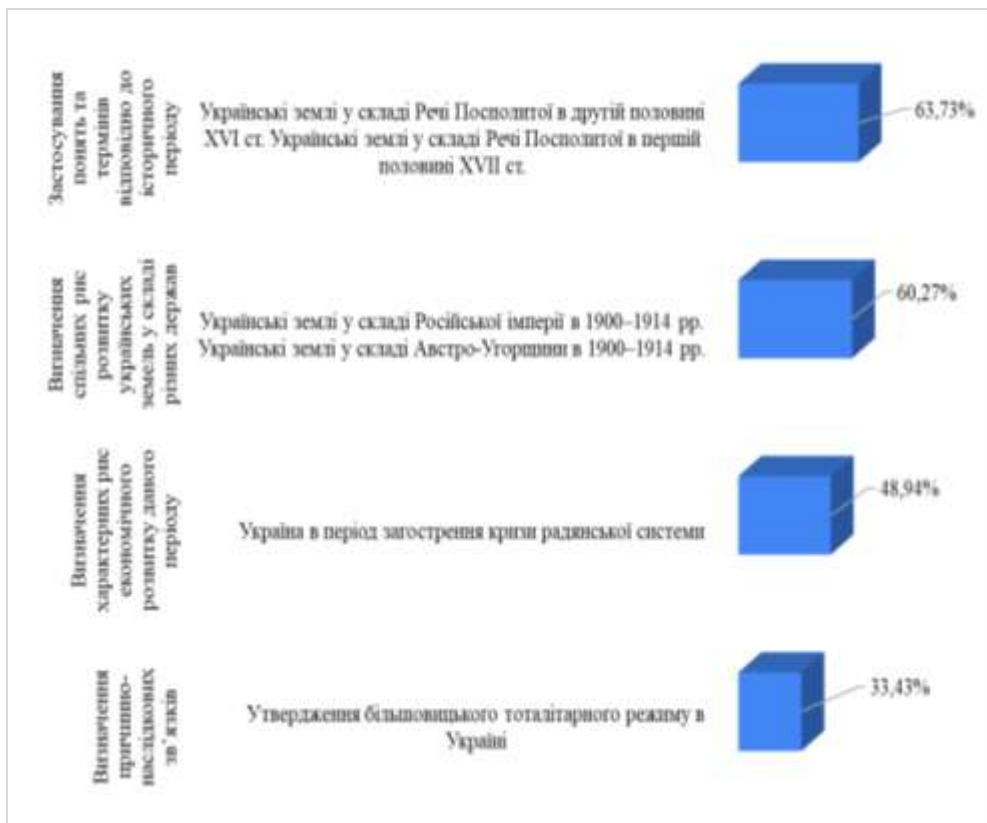 Застосування
понять та
термінів
відповідно до
історичного
періоду
Українські землі у складі Речі Посполитої в другій половині
XVI ст. Українські землі у складі Речі Посполитої в першій
половині XVII ст.
63,73%
Визначення
спільних рис
розвитку
українських
земель у складі
різних держав
Українські землі у складі Російської імперії в 1900–1914 рр.
Українські землі у складі Австро-Угорщини в 1900–1914 рр.
60,27%
Визначення
характерних рис
економічного
розвитку даного
періоду
Україна в період загострення кризи радянської системи
48,94%
Визначення
причинно-
наслідкових
зв'язків
Утвердження більшовицького тоталітарного режиму в
Україні
33,43%